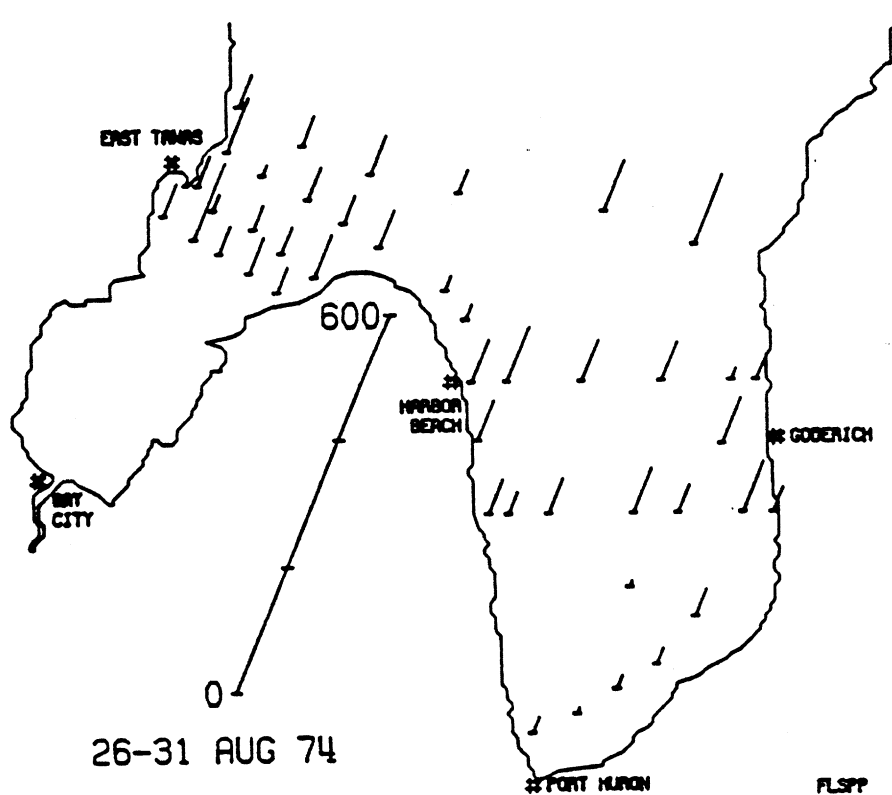 EAST TAWAS
600
HARBOR
BEACH
GODERICH
BAY
CITY
0
26-31 AUG 74
PORT HURON
FLSPP